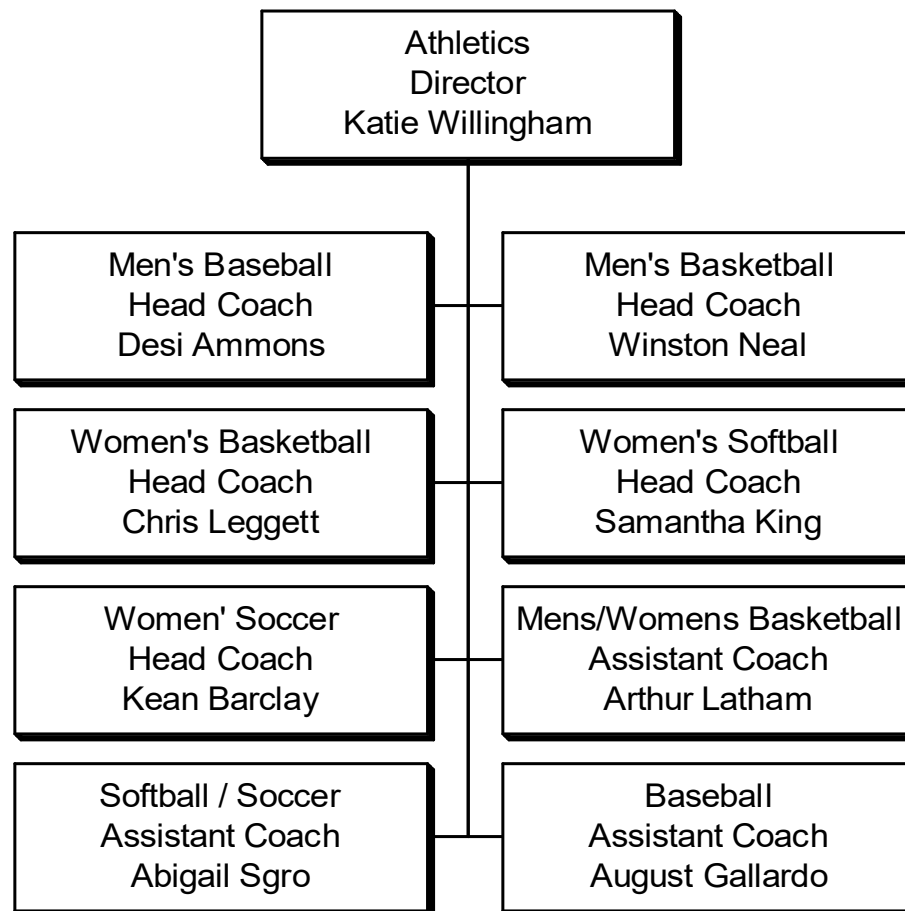 Athletics
Director
Katie Willingham
Men's Baseball
Head Coach
Desi Ammons
Men's Basketball
Head Coach
Winston Neal
Women's Basketball
Head Coach
Chris Leggett
Women's Softball
Head Coach
Samantha King
Women' Soccer
Head Coach
Kean Barclay
Mens/Womens Basketball
Assistant Coach
Arthur Latham
Softball / Soccer
Assistant Coach
Abigail Sgro
Baseball
Assistant Coach
August Gallardo